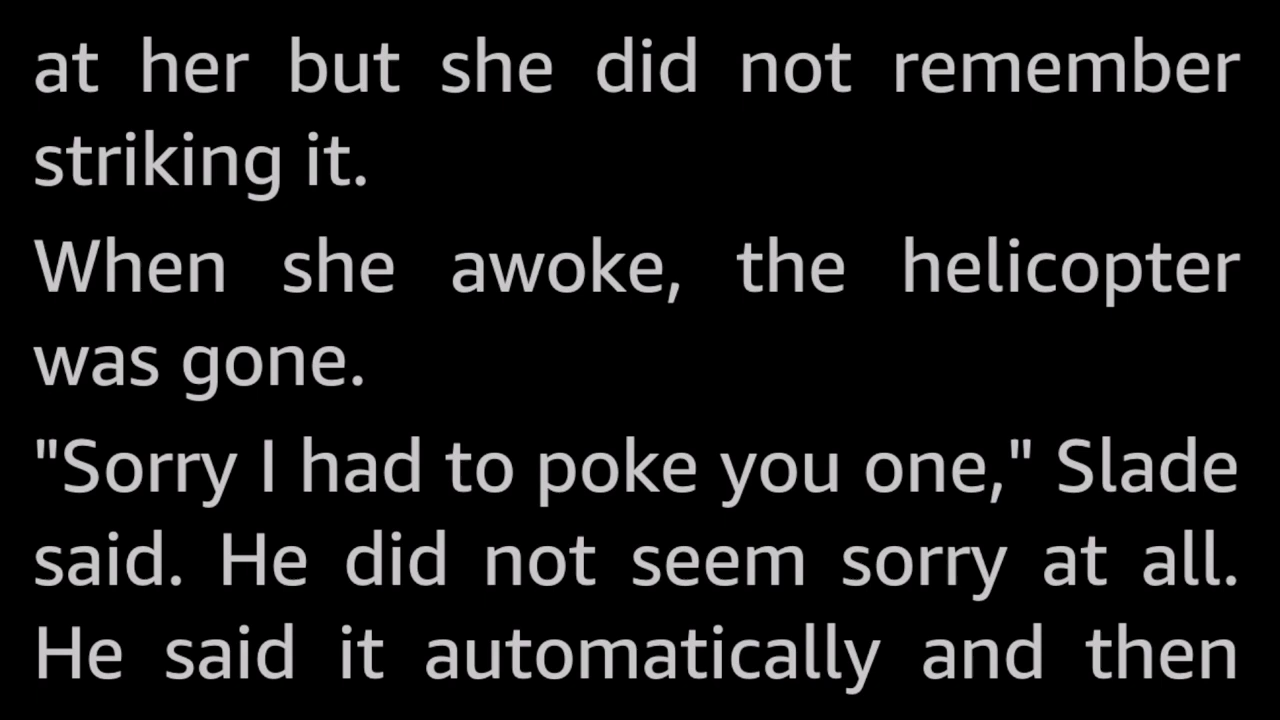 at her but she did not remember
striking it.
When she awoke, the helicopter
was gone.
"Sorry I had to poke you one," Slade
said. He did not seem sorry at all.
He said it automatically and then